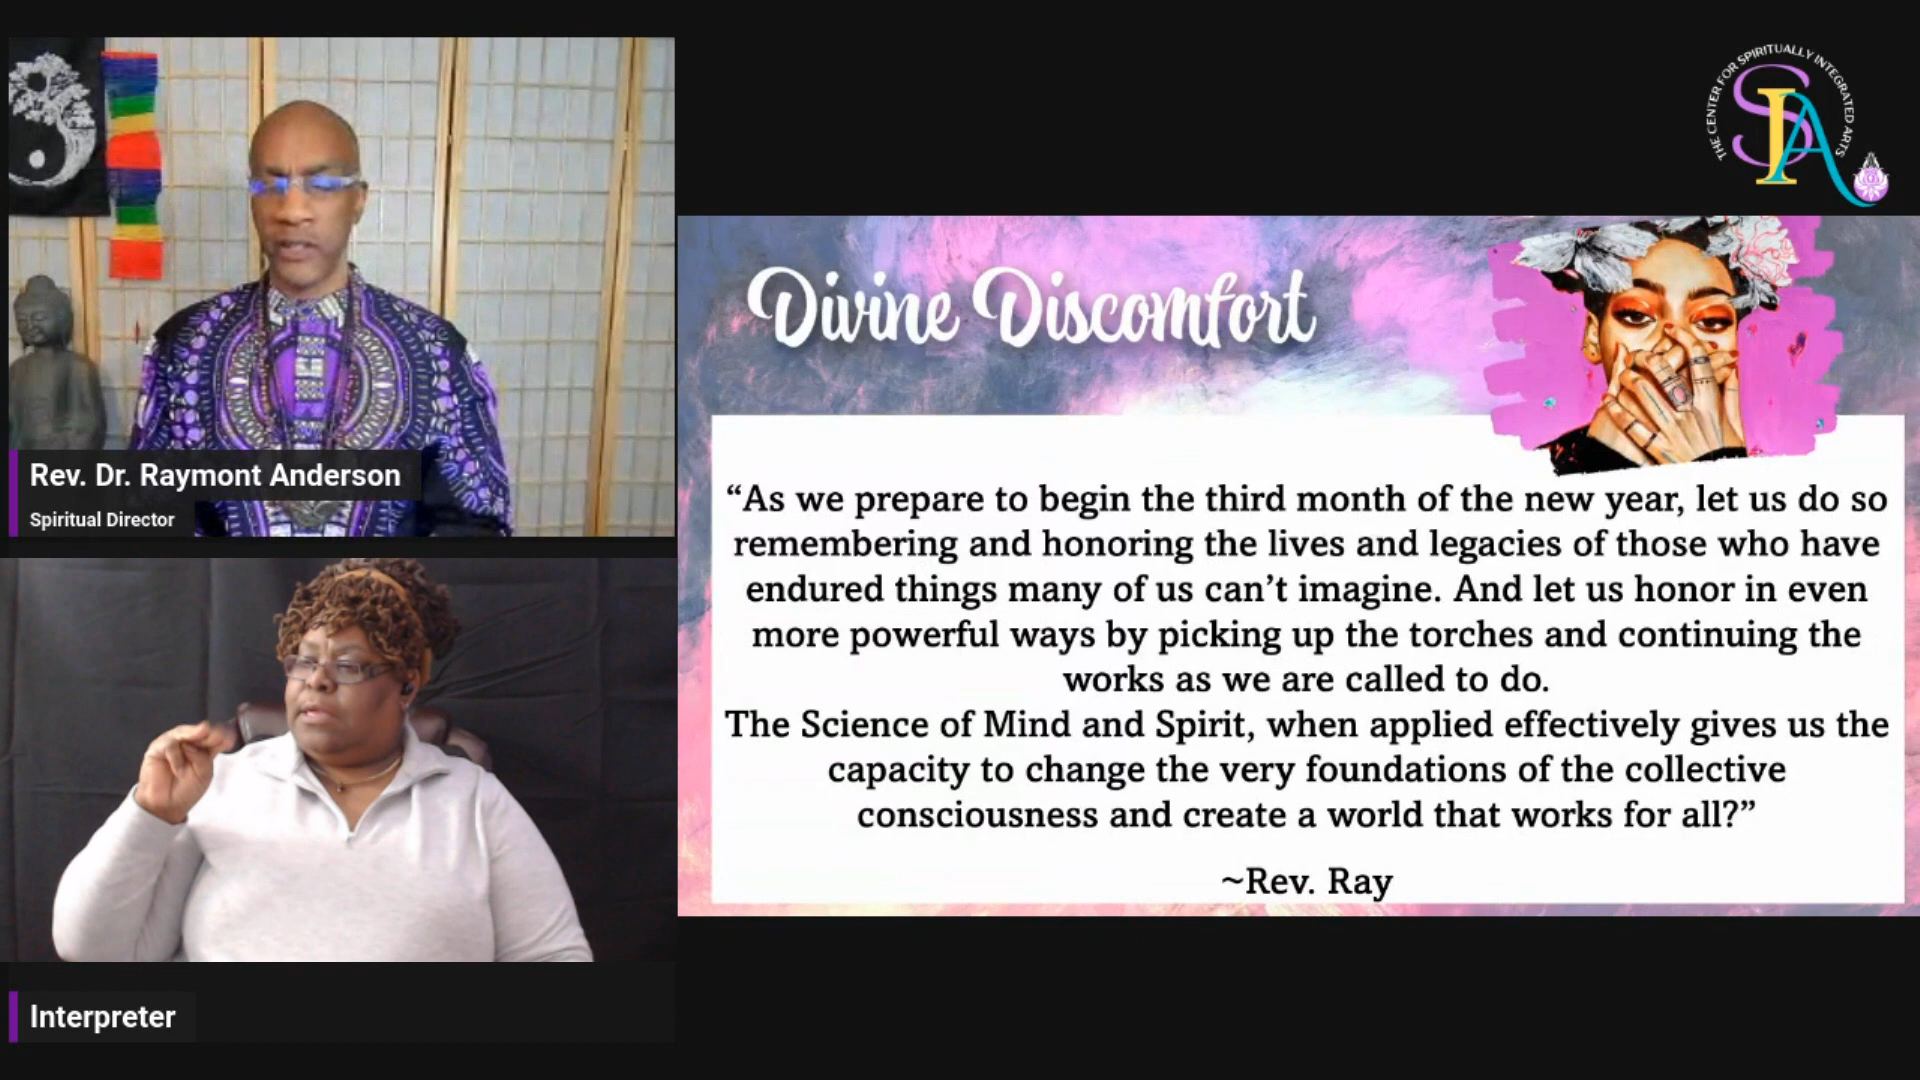 THE CENTER FOR SPIRITUALLY INTEGRATED ARTS
SIA
Divine Discomfort
Rev. Dr. Raymont Anderson
Spiritual Director
“As we prepare to begin the third month of the new year, let us do so
remembering and honoring the lives and legacies of those who have
endured things many of us can’t imagine. And let us honor in even
more powerful ways by picking up the torches and continuing the
works as we are called to do.
The Science of Mind and Spirit, when applied effectively gives us the
capacity to change the very foundations of the collective
consciousness and create a world that works for all?”
~Rev. Ray
Interpreter